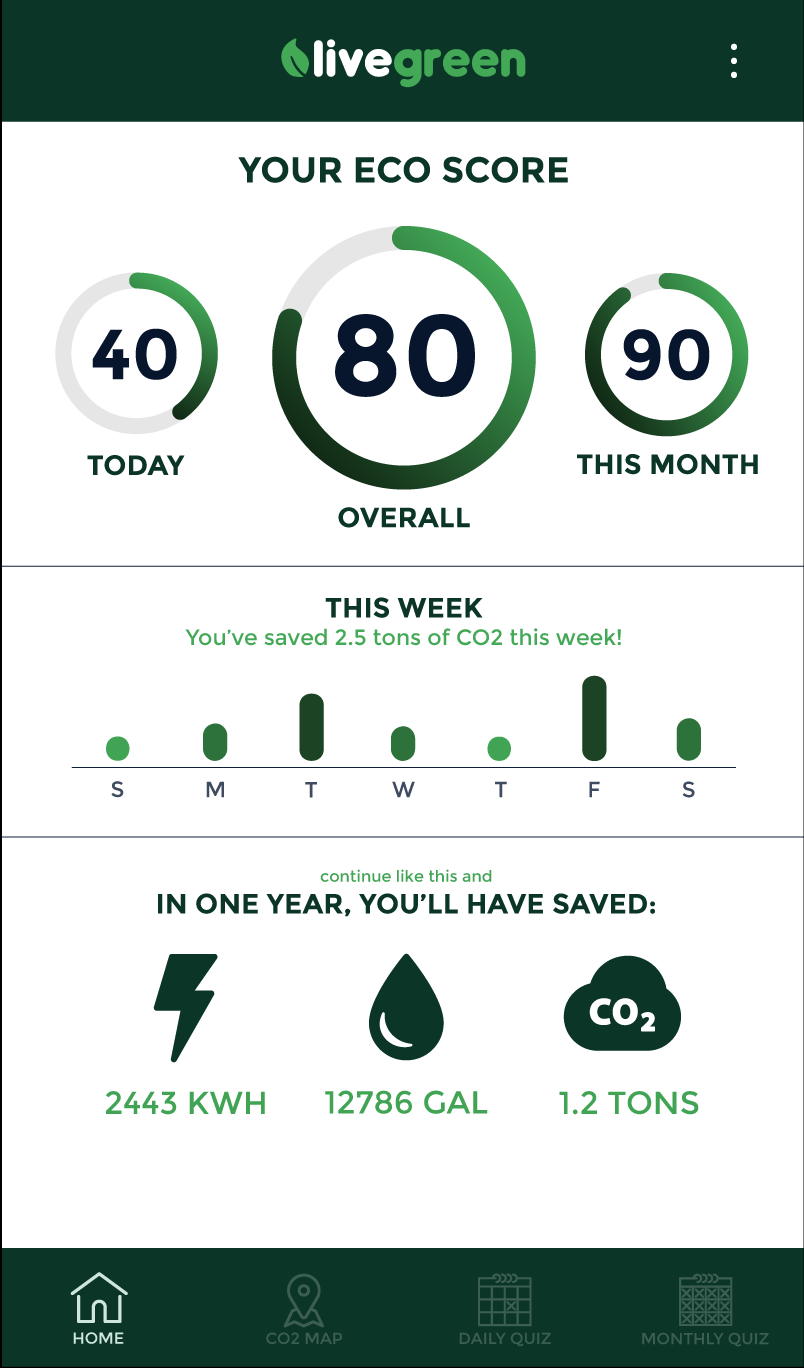 livegreen
YOUR ECO SCORE
40
80
90
TODAY
OVERALL
THIS MONTH
THIS WEEK
You've saved 2.5 tons of CO2 this week!
S M T W T F S
continue like this and
IN ONE YEAR, YOU'LL HAVE SAVED:
CO2
2443 KWH 12786 GAL 1.2 TONS
HOME CO2 MAP DAILY QUIZ MONTHLY QUIZ